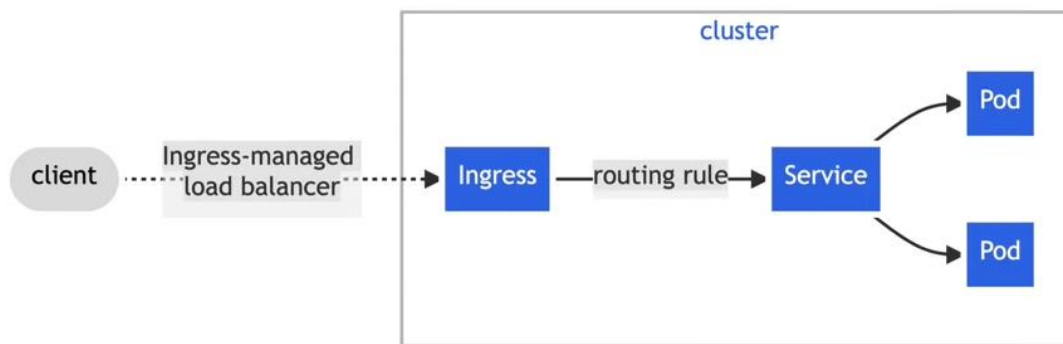 cluster
client
Ingress-managed
load balancer
Ingress
routing rule
Service
Pod
Pod